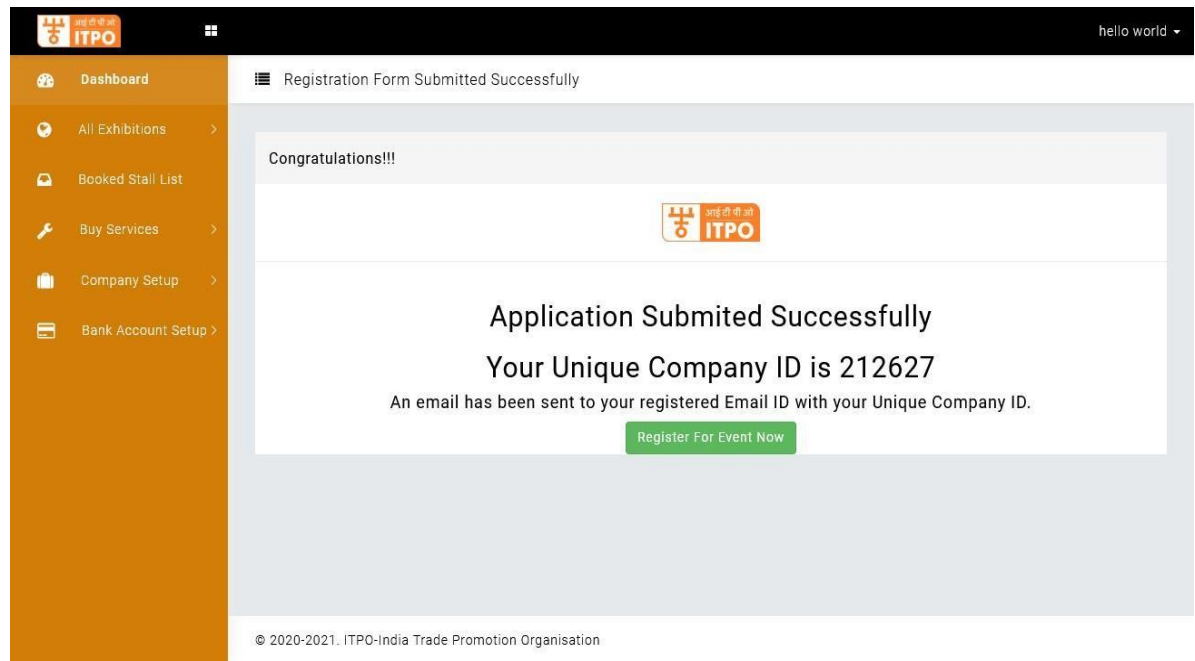 आई टी पी ओ
ITPO
hello world
Dashboard
Registration Form Submitted Successfully
All Exhibitions
Booked Stall List
Buy Services
Company Setup
Bank Account Setup
Congratulations!!!
आई टी पी ओ
ITPO
Application Submited Successfully
Your Unique Company ID is 212627
An email has been sent to your registered Email ID with your Unique Company ID.
Register For Event Now
© 2020-2021. ITPO-India Trade Promotion Organisation